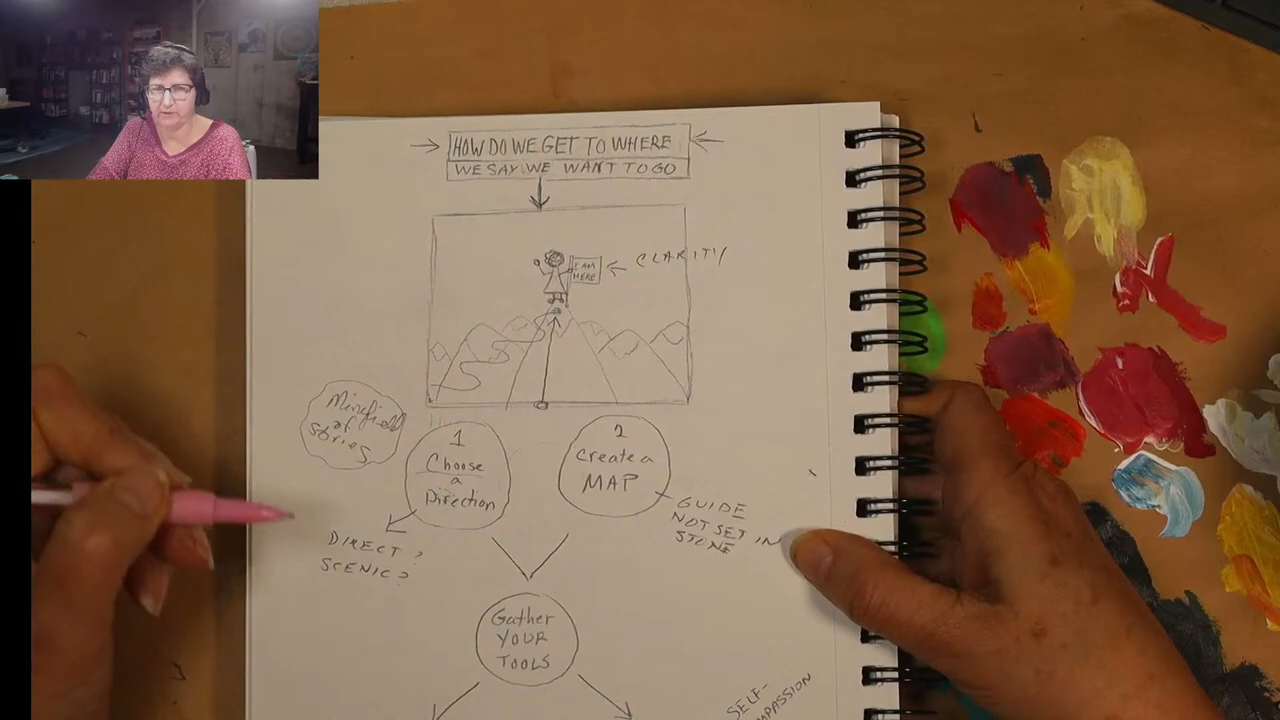 HOW DO WE GET TO WHERE
WE SAY WE WANT TO GO
I AM
HERE
CLARITY
Minefield
of
stories
1
Choose
a
Direction
2
Create a
MAP
GUIDE
NOT SET IN
STONE
DIRECT?
SCENIC?
Gather
YOUR
TOOLS
SELF-